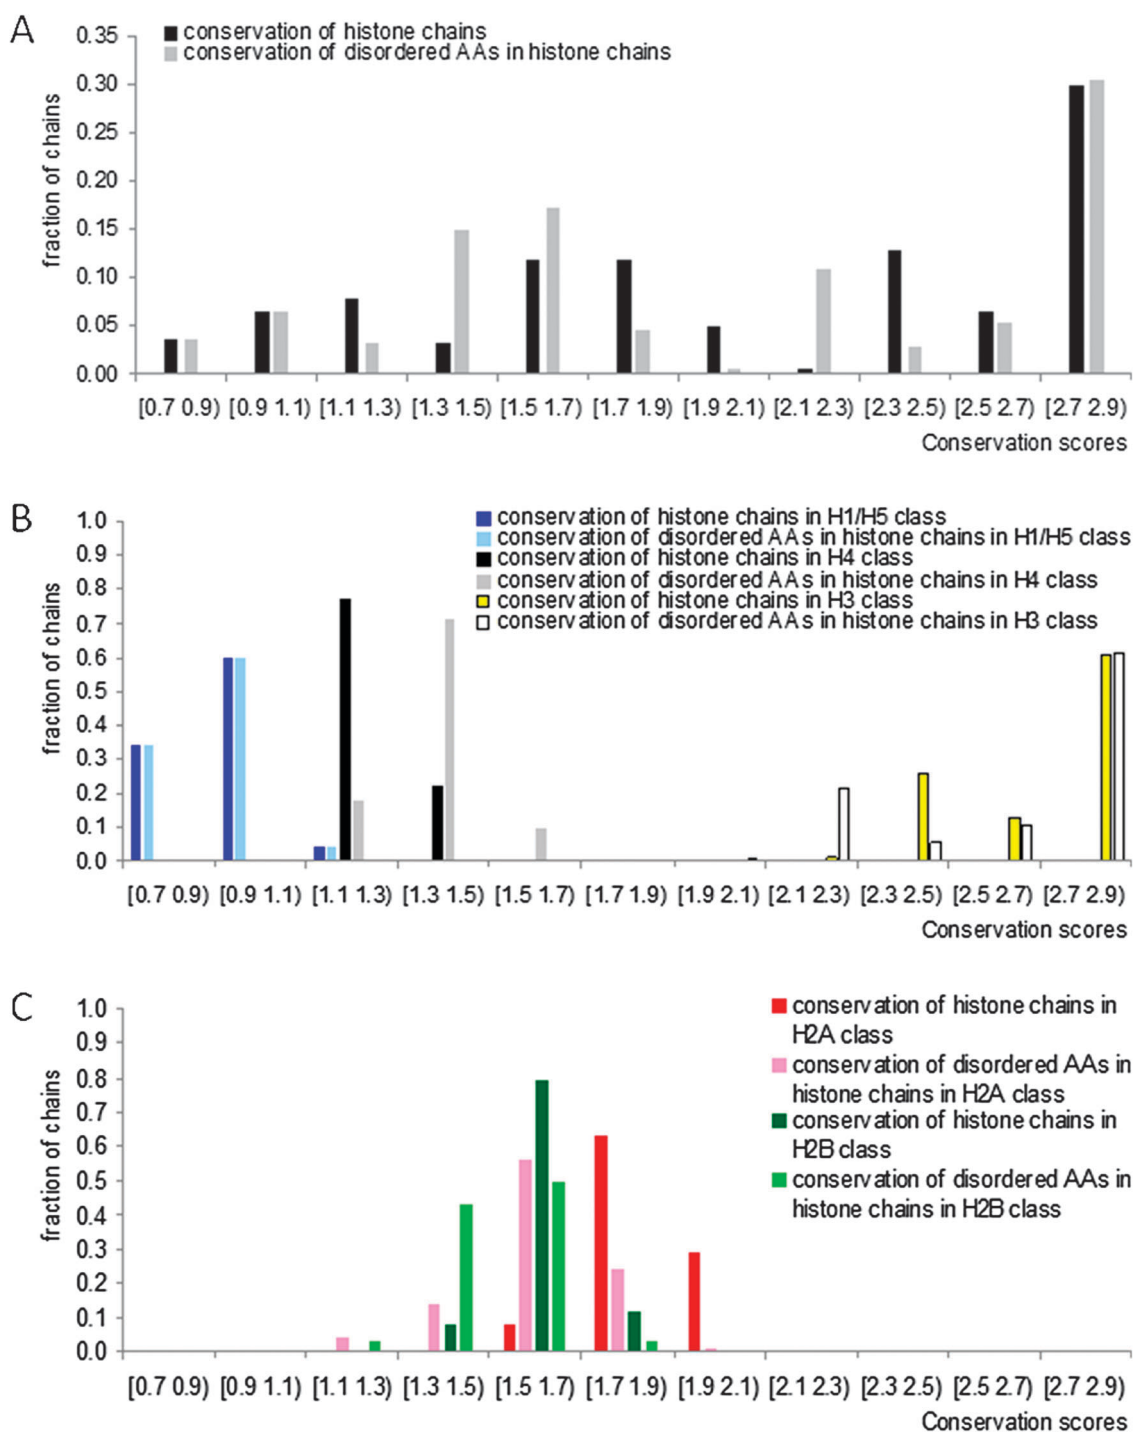 A
conservation of histone chains
conservation of disordered AAs in histone chains
fraction of chains
0.35
0.30
0.25
0.20
0.15
0.10
0.05
0.00
[0.7 0.9) [0.9 1.1) [1.1 1.3) [1.3 1.5) [1.5 1.7) [1.7 1.9) [1.9 2.1) [2.1 2.3) [2.3 2.5) [2.5 2.7) [2.7 2.9)
Conservation scores
B
conservation of histone chains in H1/H5 class
conservation of disordered AAs in histone chains in H1/H5 class
conservation of histone chains in H4 class
conservation of disordered AAs in histone chains in H4 class
conservation of histone chains in H3 class
conservation of disordered AAs in histone chains in H3 class
fraction of chains
1.0
0.9
0.8
0.7
0.6
0.5
0.4
0.3
0.2
0.1
0.0
[0.7 0.9) [0.9 1.1) [1.1 1.3) [1.3 1.5) [1.5 1.7) [1.7 1.9) [1.9 2.1) [2.1 2.3) [2.3 2.5) [2.5 2.7) [2.7 2.9)
Conservation scores
C
conservation of histone chains in
H2A class
conservation of disordered AAs in
histone chains in H2A class
conservation of histone chains in
H2B class
conservation of disordered AAs in
histone chains in H2B class
fraction of chains
1.0
0.9
0.8
0.7
0.6
0.5
0.4
0.3
0.2
0.1
0.0
[0.7 0.9) [0.9 1.1) [1.1 1.3) [1.3 1.5) [1.5 1.7) [1.7 1.9) [1.9 2.1) [2.1 2.3) [2.3 2.5) [2.5 2.7) [2.7 2.9)
Conservation scores